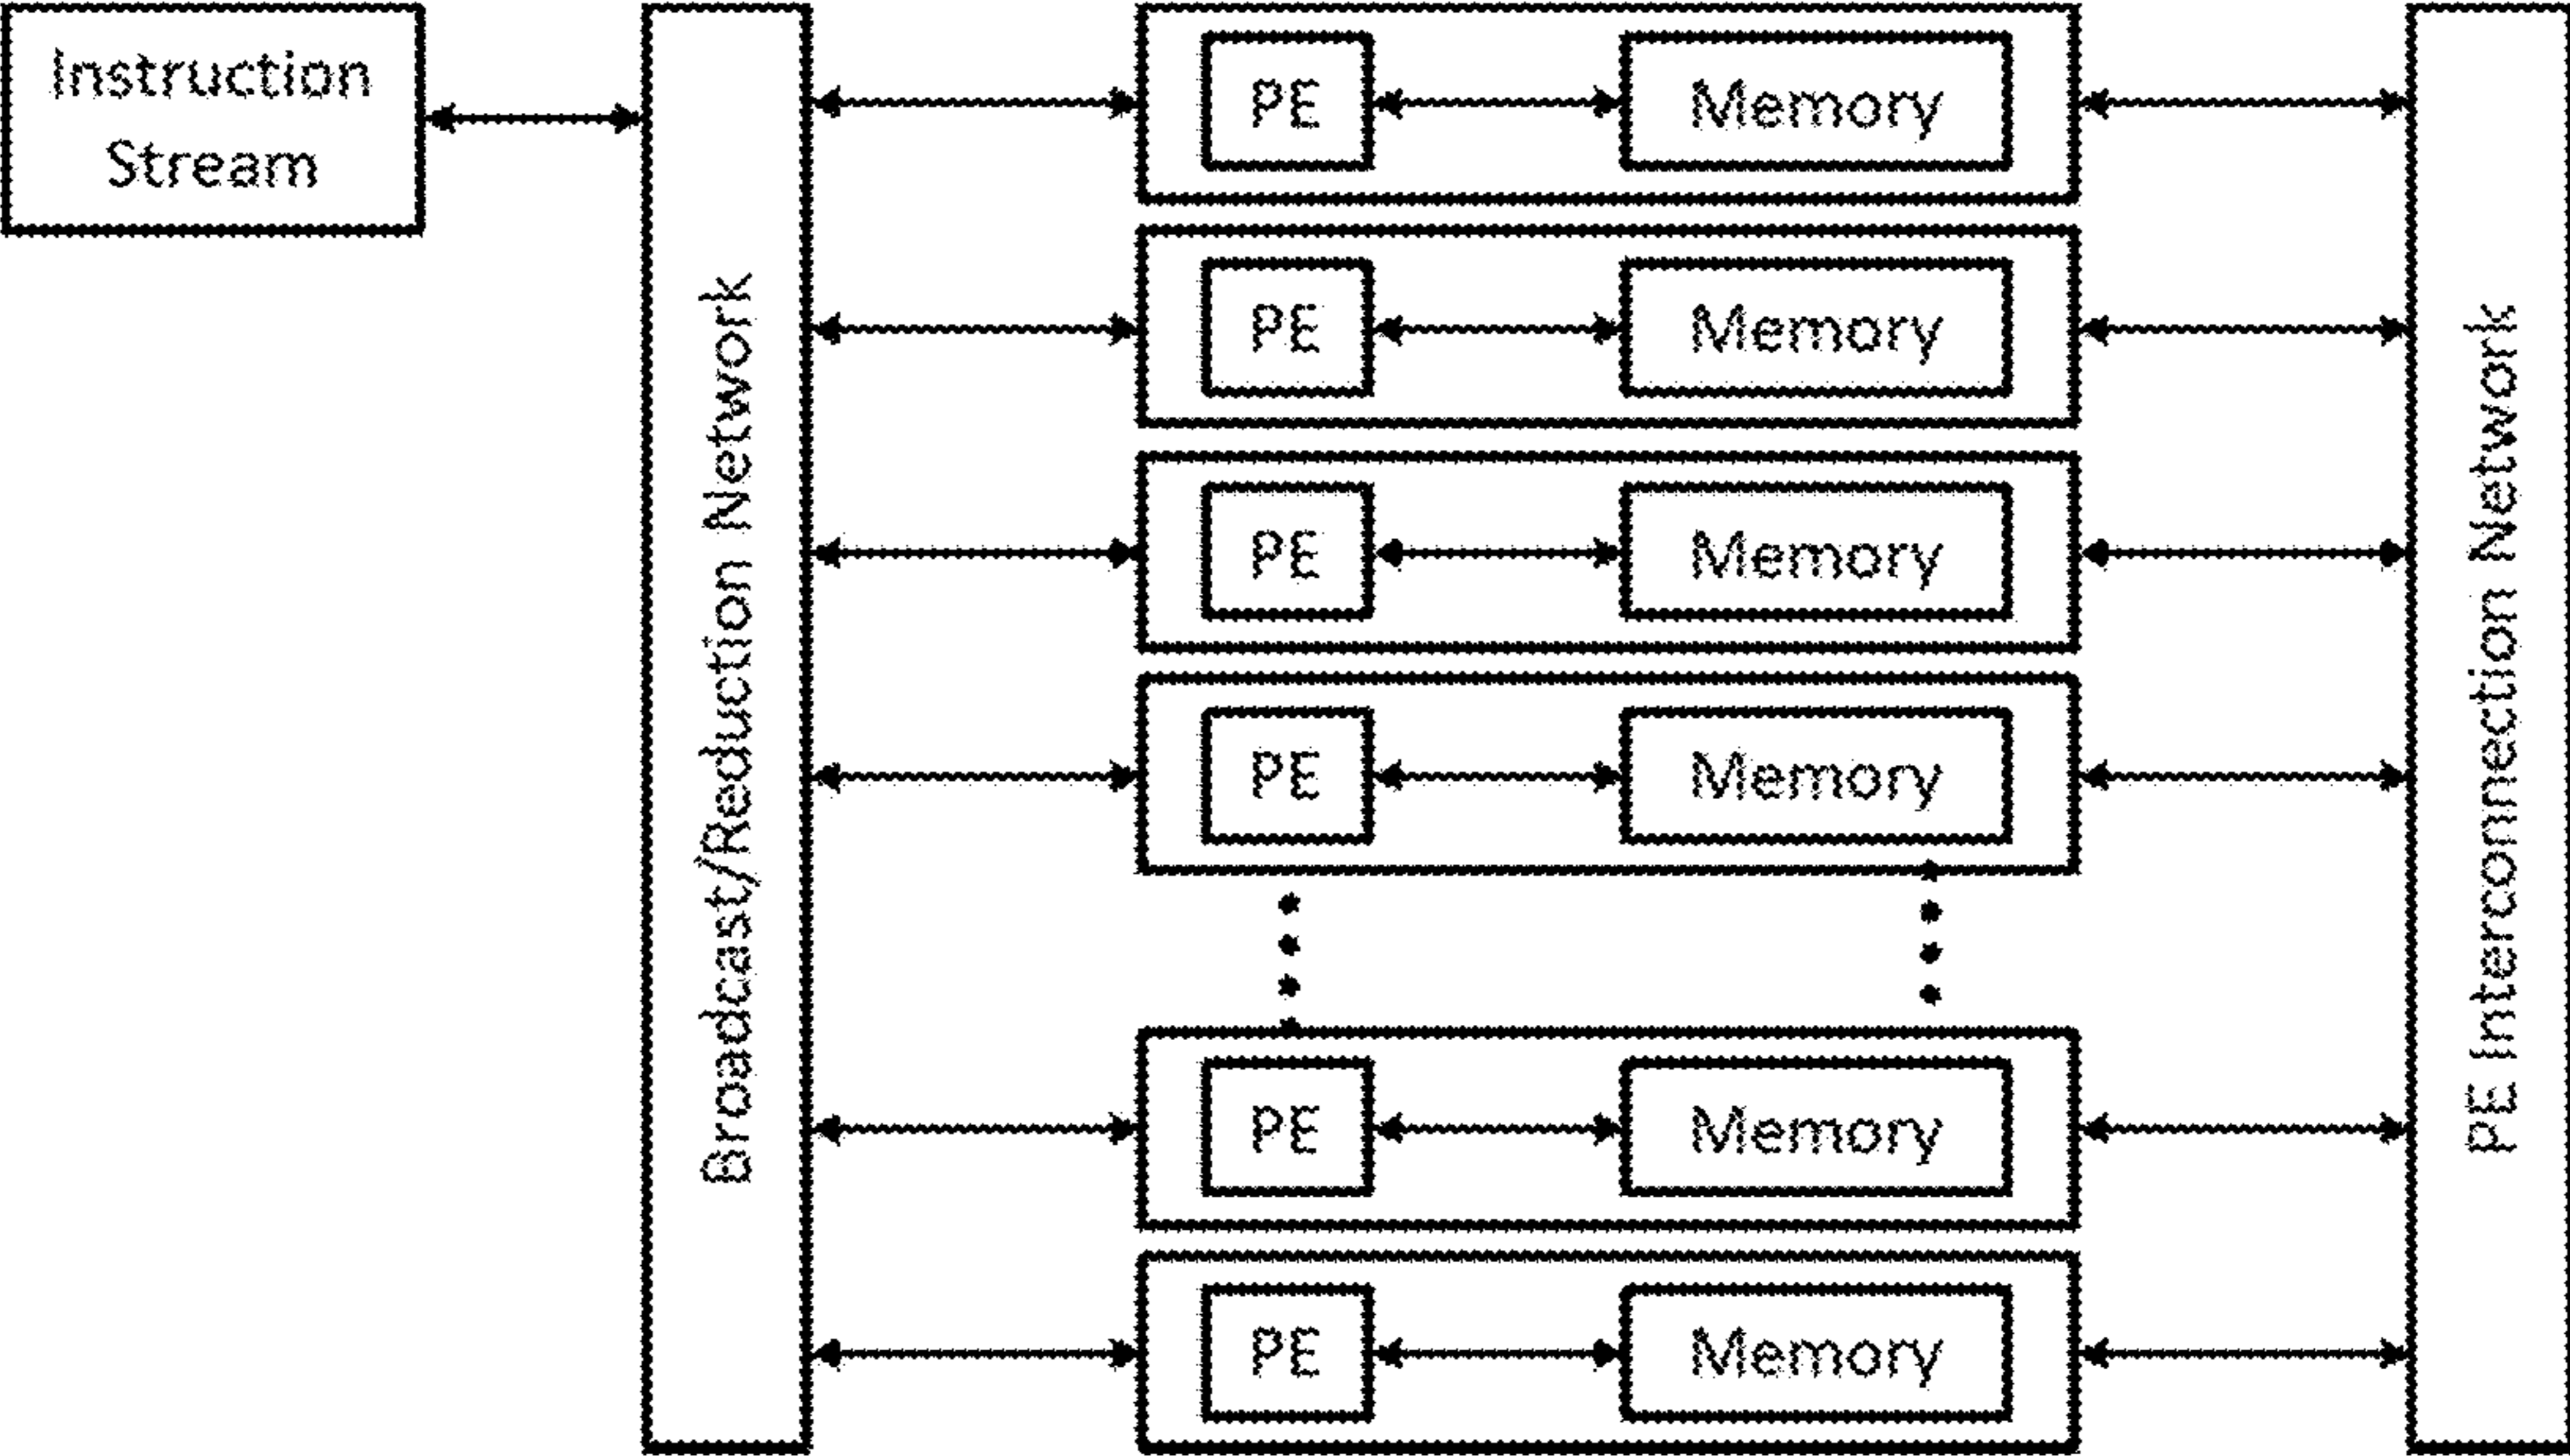 Instruction
Stream
Broadcast/Reduction Network
PE
Memory
PE
Memory
PE
Memory
PE
Memory
PE
Memory
PE
Memory
PE Interconnection Network